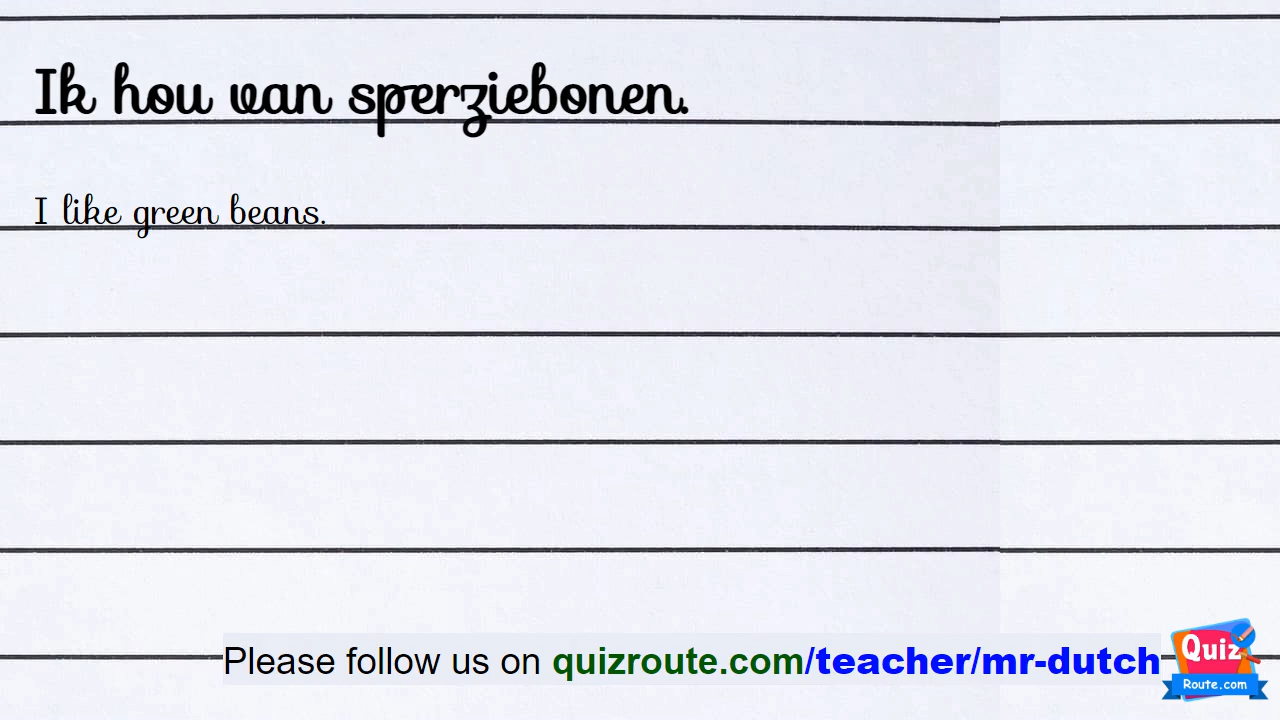 Ik hou van sperziebonen.
I like green beans.
Please follow us on quizroute.com/teacher/mr-dutch
Quiz
Route.com